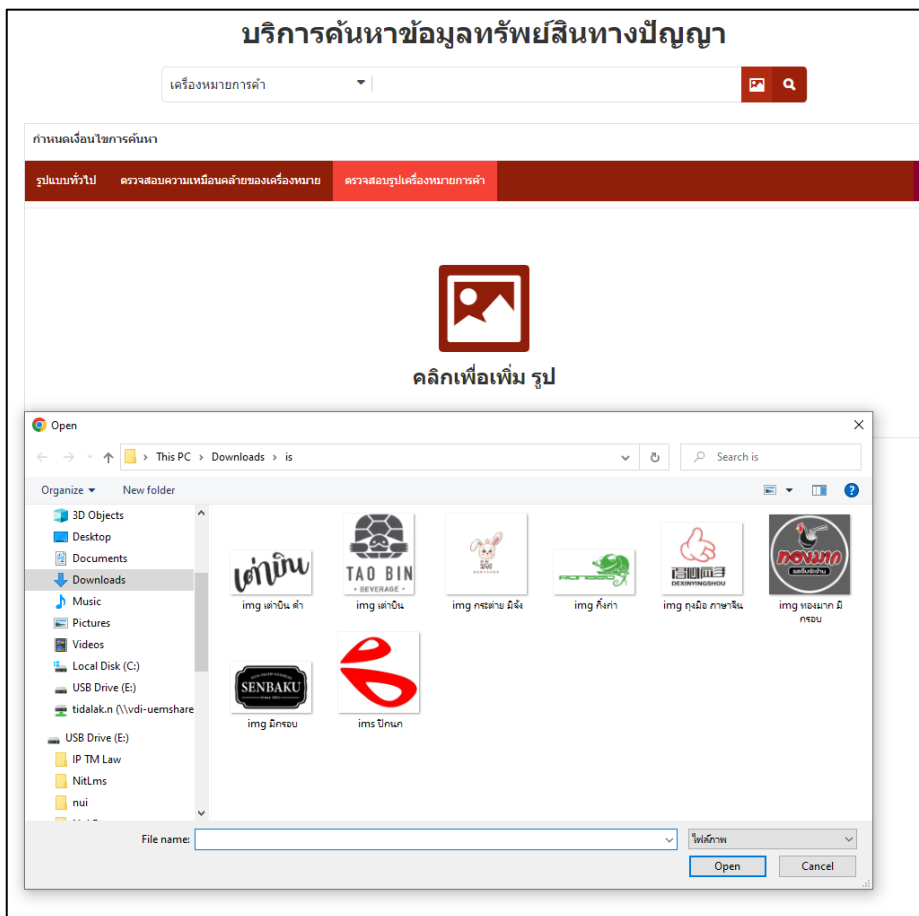 บริการค้นหาข้อมูลทรัพย์สินทางปัญญา
เครื่องหมายการค้า
กำหนดเงื่อนไขการค้นหา
รูปแบบทั่วไป ตรวจสอบความเหมือนคล้ายของเครื่องหมาย ตรวจสอบรูปเครื่องหมายการค้า
คลิกเพื่อเพิ่ม รูป
Open
This PC > Downloads > is
Search is
Organize New folder
3D Objects
Desktop
Documents
Downloads
Music
Pictures
Videos
Local Disk (C:)
USB Drive (E:)
tidalak.n (\\vdi-uemshare
USB Drive (E:)
IP TM Law
NitLms
nui
เต่าบิน
TAO BIN
• BEVERAGE •
信心应手
DEXINYINGSHOU
ทองมาก
img เต่าบิน ดำ
img เต่าบิน
img กระต่าย มิจัง
img กิ้งก่า
img ถุงมือ ภาษาจีน
img ทองมาก มี
กรอบ
SENBAKU
img มีกรอบ
ims ปีกนก
File name:
ไฟล์ภาพ
Open Cancel